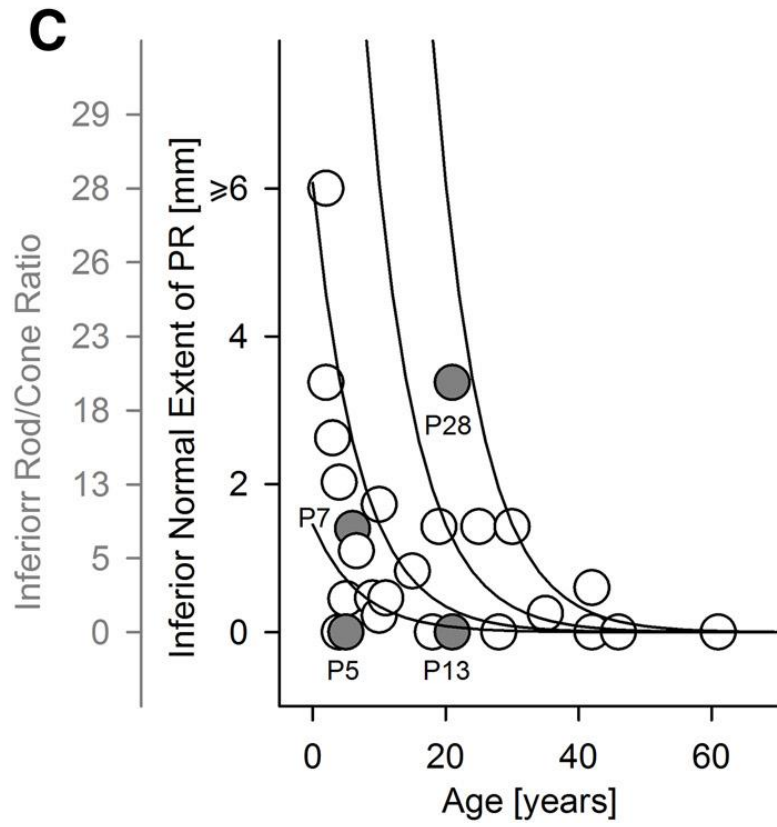 C
Inferiorr Rod/Cone Ratio
29
28
26
23
18
13
5
0
Inferior Normal Extent of PR [mm]
⩾6
4
2
0
P28
P7
P5
P13
0 20 40 60
Age [years]